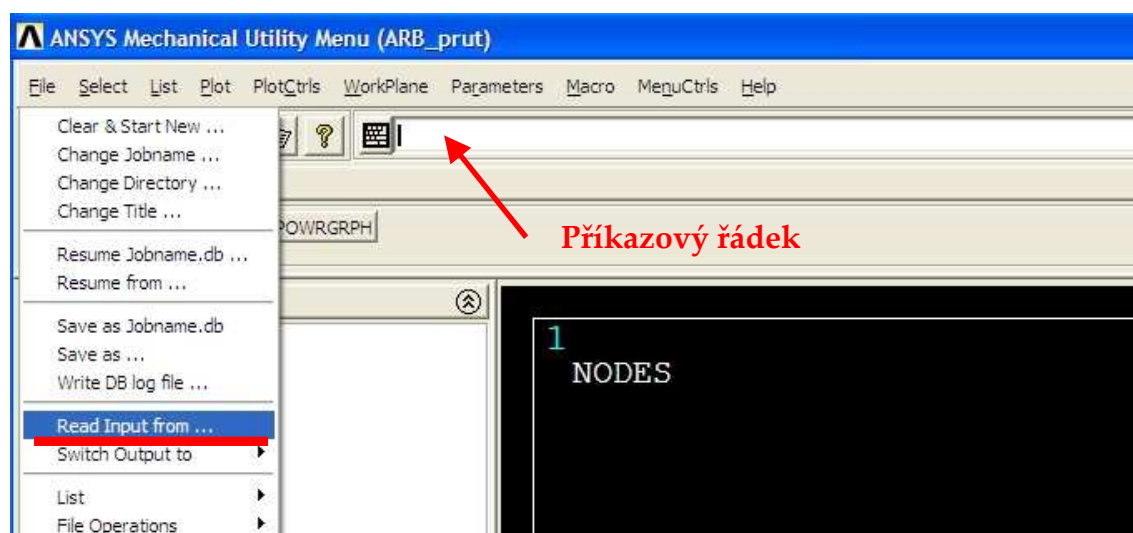 ANSYS Mechanical Utility Menu (ARB_prut)
File Select List Plot PlotCtrls WorkPlane Parameters Macro MenuCtrls Help
Clear & Start New ...
Change Jobname ...
Change Directory ...
Change Title ...
POWRGRPH
Příkazový řádek
Resume Jobname.db ...
Resume from ...
Save as Jobname.db
Save as ...
Write DB log file ...
1
NODES
Read Input from ...
Switch Output to
List
File Operations